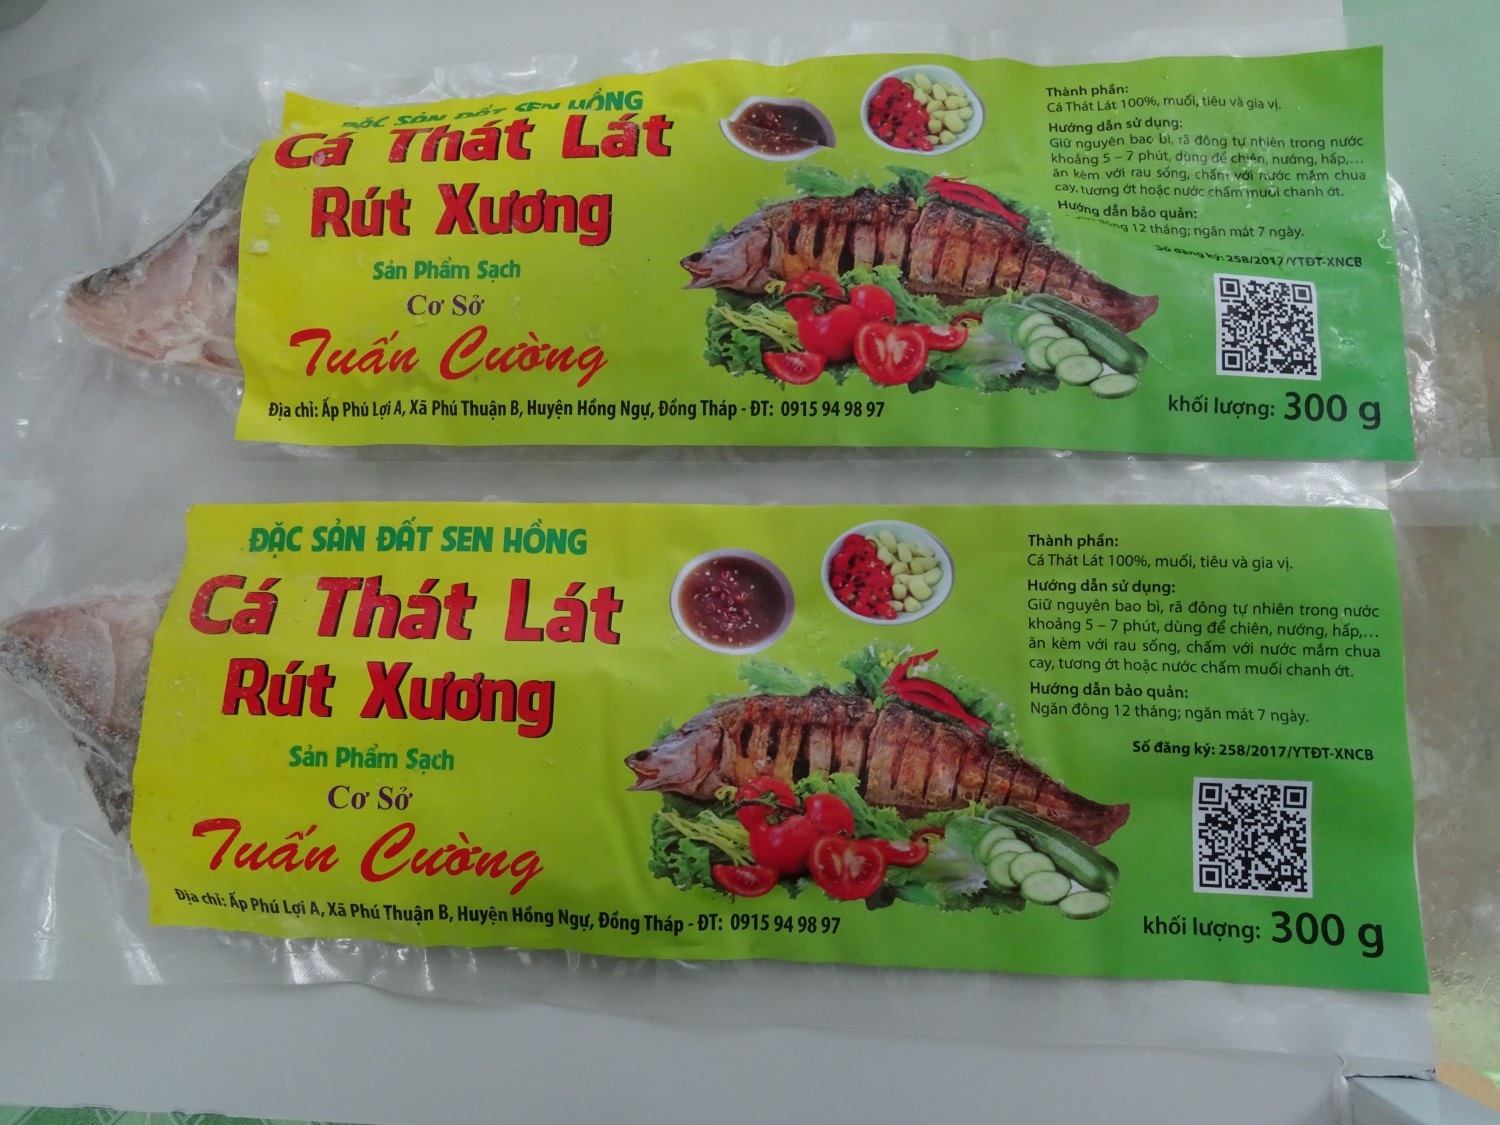 ĐẶC SẢN ĐẤT SEN HỒNG
Cá Thát Lát
Rút Xương
Sản Phẩm Sạch
Cơ Sở
Tuấn Cường
Địa chỉ: Ấp Phú Lợi A, Xã Phú Thuận B, Huyện Hồng Ngự, Đồng Tháp - ĐT: 0915 94 98 97
Thành phần:
Cá Thát Lát 100%, muối, tiêu và gia vị.
Hướng dẫn sử dụng:
Giữ nguyên bao bì, rã đông tự nhiên trong nước
khoảng 5 – 7 phút, dùng để chiên, nướng, hấp,...
ăn kèm với rau sống, chấm với nước mắm chua
cay, tương ớt hoặc nước chấm muối chanh ớt.
Hướng dẫn bảo quản:
12 tháng; ngăn mát 7 ngày.
Số đăng ký: 258/2017/YTĐT-XNCB
khối lượng: 300 g
ĐẶC SẢN ĐẤT SEN HỒNG
Cá Thát Lát
Rút Xương
Sản Phẩm Sạch
Cơ Sở
Tuấn Cường
Địa chỉ: Ấp Phú Lợi A, Xã Phú Thuận B, Huyện Hồng Ngự, Đồng Tháp - ĐT: 0915 94 98 97
Thành phần:
Cá Thát Lát 100%, muối, tiêu và gia vị.
Hướng dẫn sử dụng:
Giữ nguyên bao bì, rã đông tự nhiên trong nước
khoảng 5 – 7 phút, dùng để chiên, nướng, hấp,...
ăn kèm với rau sống, chấm với nước mắm chua
cay, tương ớt hoặc nước chấm muối chanh ớt.
Hướng dẫn bảo quản:
Ngăn đông 12 tháng; ngăn mát 7 ngày.
Số đăng ký: 258/2017/YTĐT-XNCB
khối lượng: 300 g